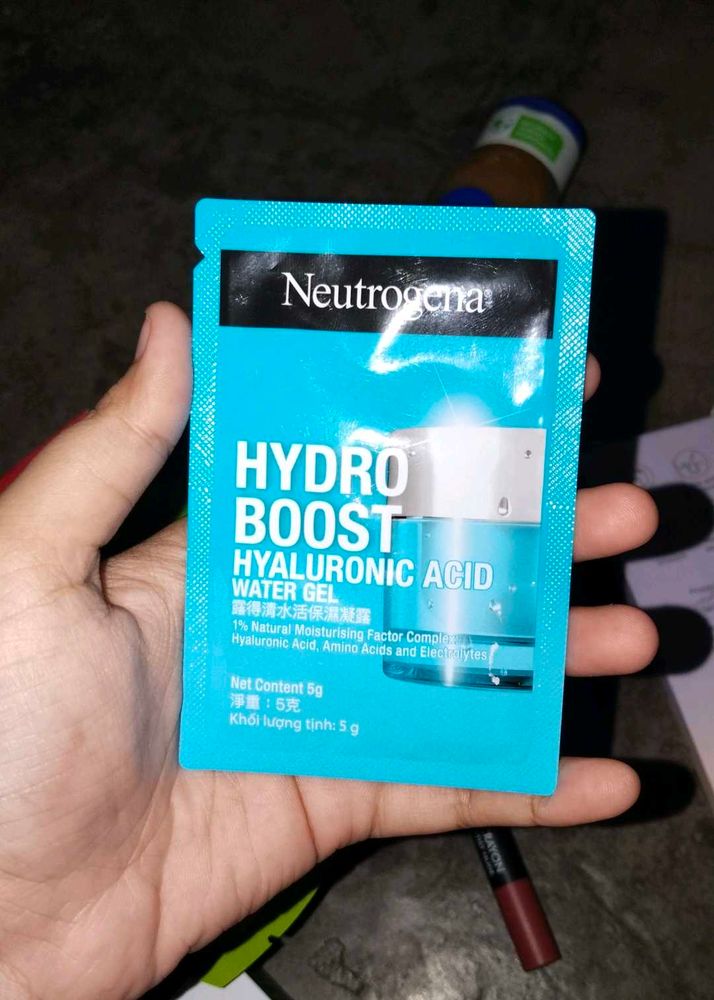 Neutrogena
HYDRO
BOOST
HYALURONIC ACID
WATER GEL
露得清水活保濕凝露
1% Natural Moisturising Factor Complex
Hyaluronic Acid, Amino Acids and Electrolytes
Net Content 5g
淨重：5克
Khối lượng tịnh: 5 g
RAYON